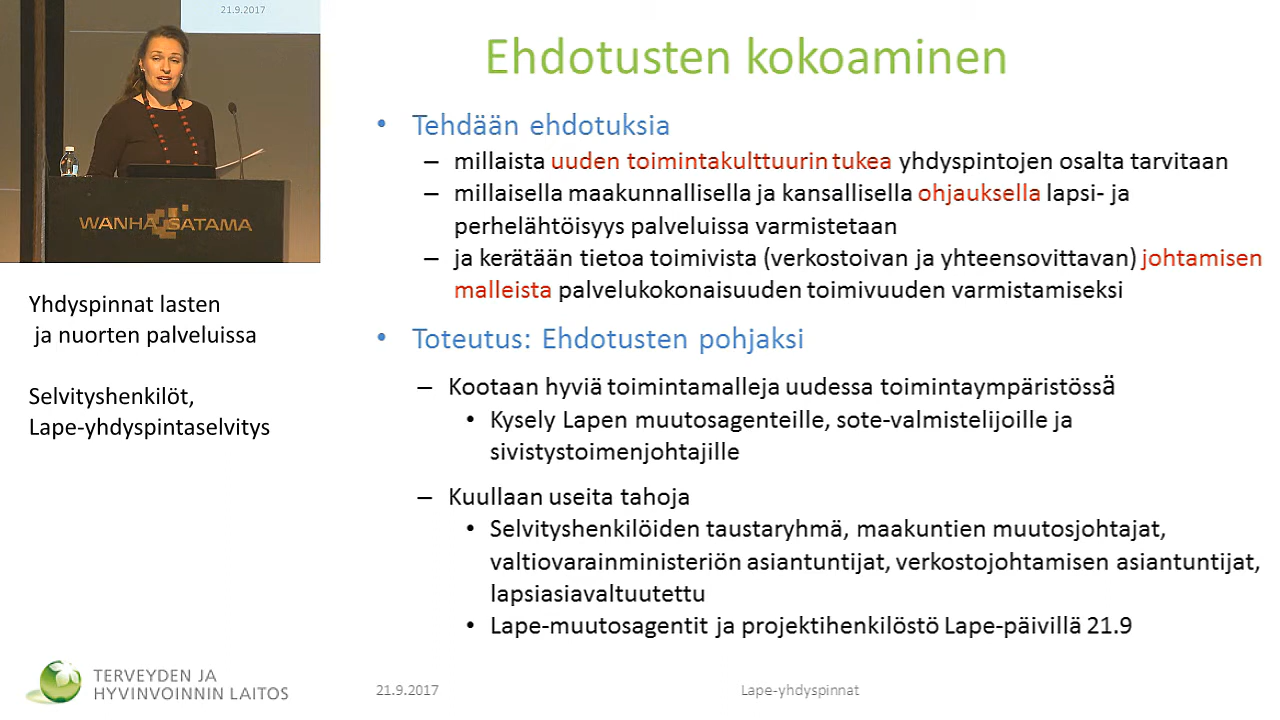 21.9.2017
WANHA SATAMA
Yhdyspinnat lasten
ja nuorten palveluissa
Selvityshenkilöt,
Lape-yhdyspintaselvitys
Ehdotusten kokoaminen
• Tehdään ehdotuksia
– millaista uuden toimintakulttuurin tukea yhdyspintojen osalta tarvitaan
– millaisella maakunnallisella ja kansallisella ohjauksella lapsi- ja
perhelähtöisyys palveluissa varmistetaan
– ja kerätään tietoa toimivista (verkostoivan ja yhteensovittavan) johtamisen
malleista palvelukokonaisuuden toimivuuden varmistamiseksi
• Toteutus: Ehdotusten pohjaksi
– Kootaan hyviä toimintamalleja uudessa toimintaympäristössä
• Kysely Lapen muutosagenteille, sote-valmistelijoille ja
sivistystoimenjohtajille
– Kuullaan useita tahoja
• Selvityshenkilöiden taustaryhmä, maakuntien muutosjohtajat,
valtiovarainministeriön asiantuntijat, verkostojohtamisen asiantuntijat,
lapsiasiavaltuutettu
• Lape-muutosagentit ja projektihenkilöstö Lape-päivillä 21.9
TERVEYDEN JA
HYVINVOINNIN LAITOS
21.9.2017
Lape-yhdyspinnat